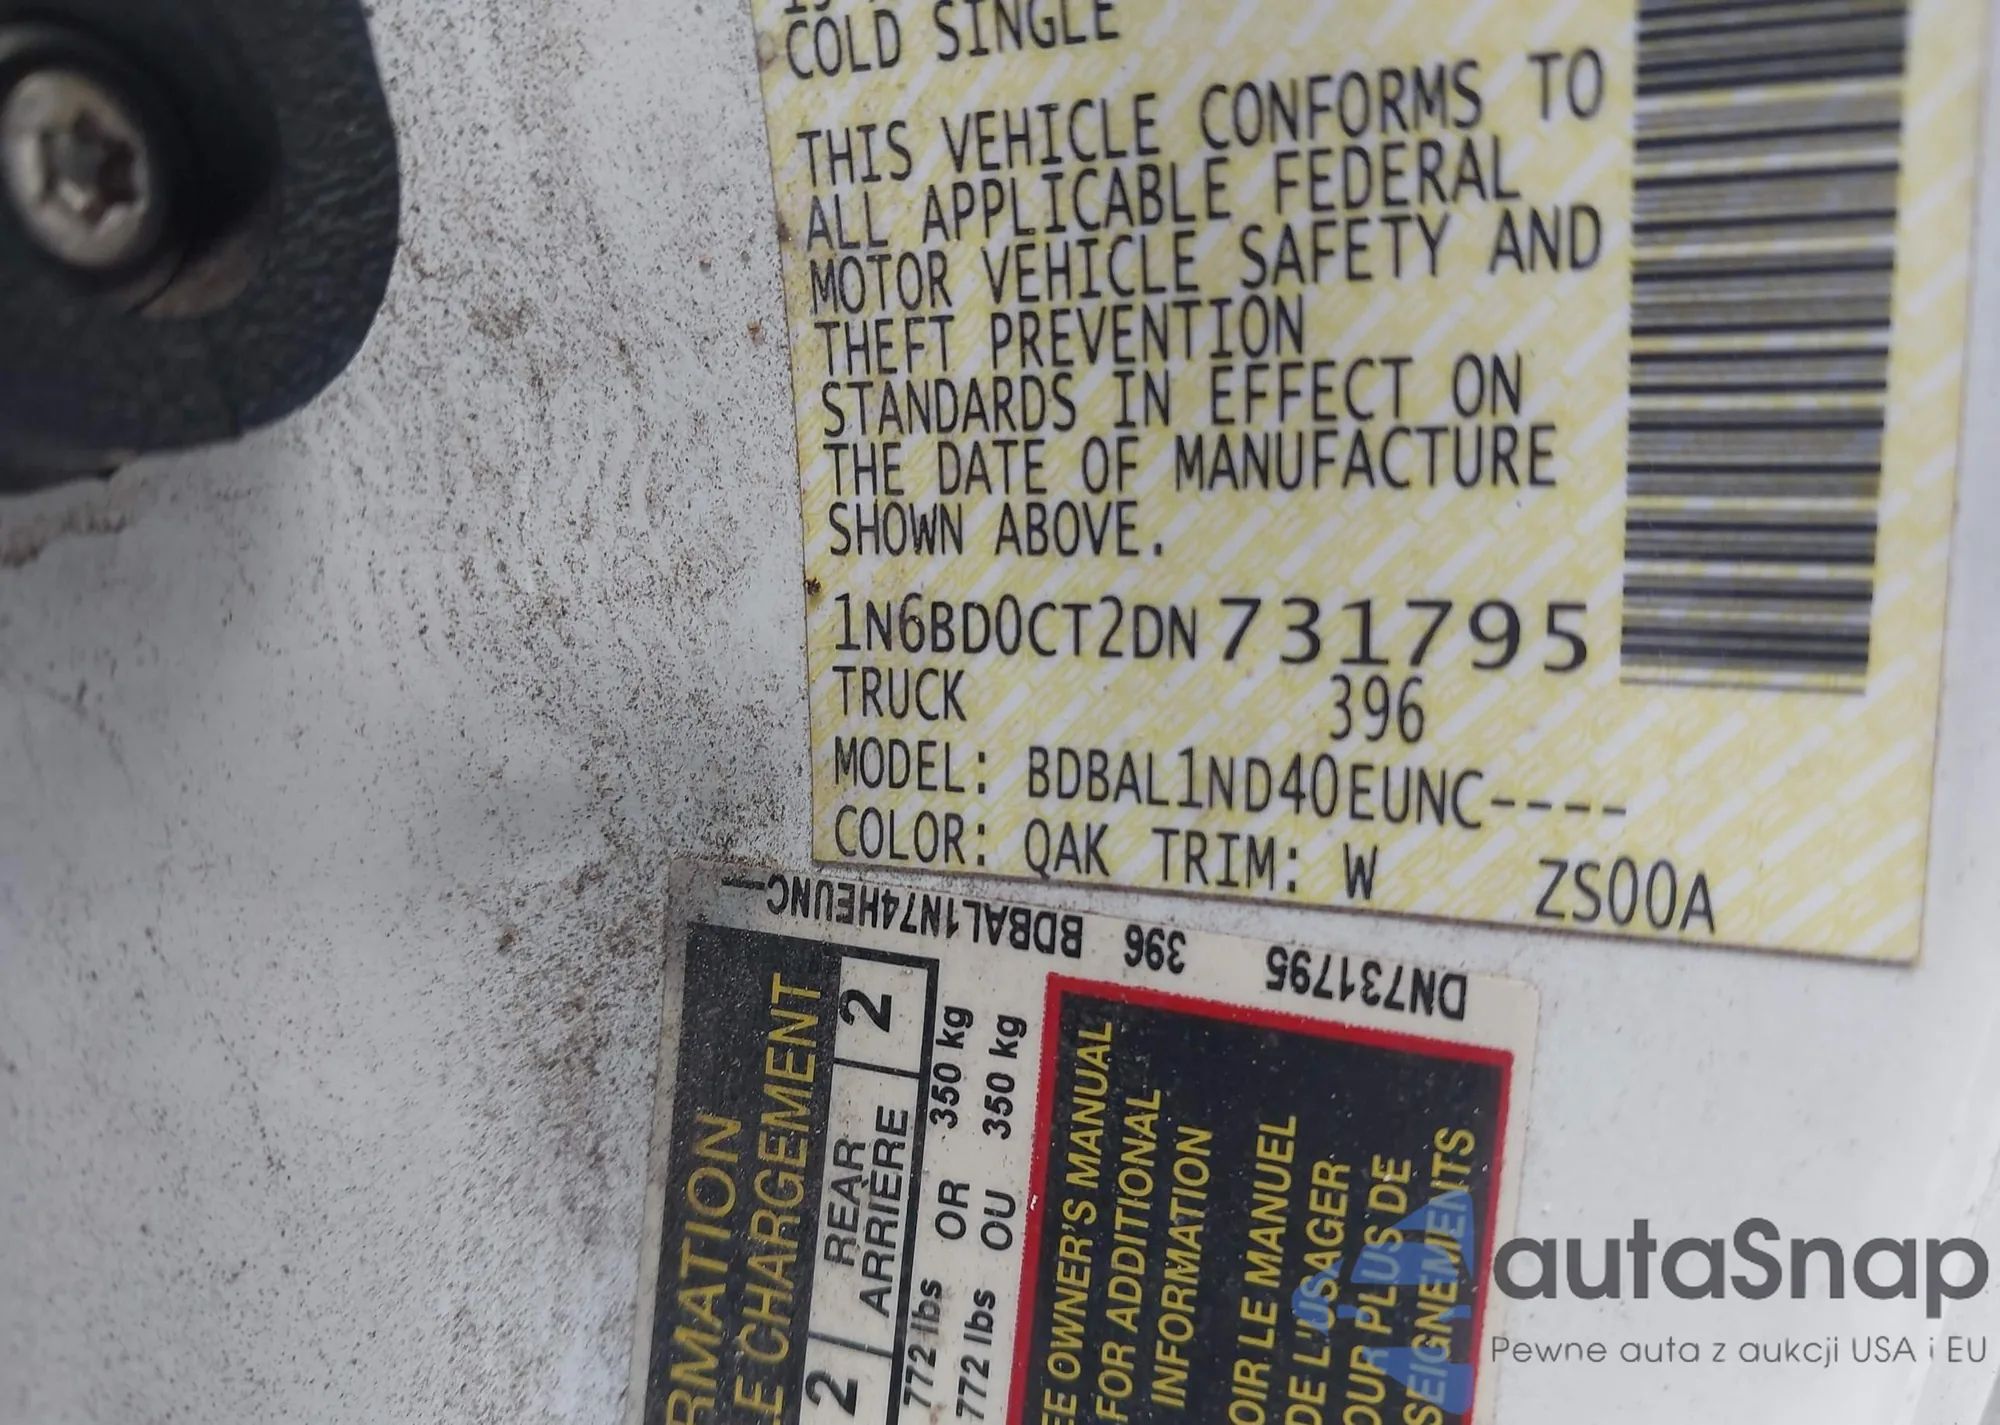 COLD SINGLE
THIS VEHICLE CONFORMS TO
ALL APPLICABLE FEDERAL
MOTOR VEHICLE SAFETY AND
THEFT PREVENTION
STANDARDS IN EFFECT ON
THE DATE OF MANUFACTURE
SHOWN ABOVE.
1N6BD0CT2DN731795
TRUCK 396
MODEL: BDBAL1ND40EUNC----
COLOR: QAK TRIM: W ZS00A
DN731795 396 BDBAL1N74HEUNC--
RMATION
LE CHARGEMENT
2 REAR 2
ARRIÈRE
772 lbs OR 350 kg
772 lbs OU 350 kg
EE OWNER'S MANUAL
FOR ADDITIONAL
INFORMATION
OIR LE MANUEL
DE L'USAGER
OUR PLUS DE
SEIGNEMENTS
autaSnap
Pewne auta z aukcji USA i EU